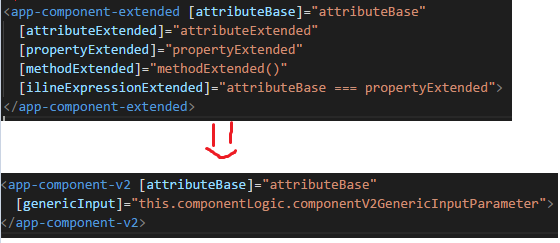 <app-component-extended [attributeBase]="attributeBase"
[attributeExtended]="attributeExtended"
[propertyExtended]="propertyExtended"
[methodExtended]="methodExtended()"
[ilineExpressionExtended]="attributeBase === propertyExtended">
</app-component-extended>
<app-component-v2 [attributeBase]="attributeBase"
[genericInput]="this.componentLogic.componentV2GenericInputParameter">
</app-component-v2>